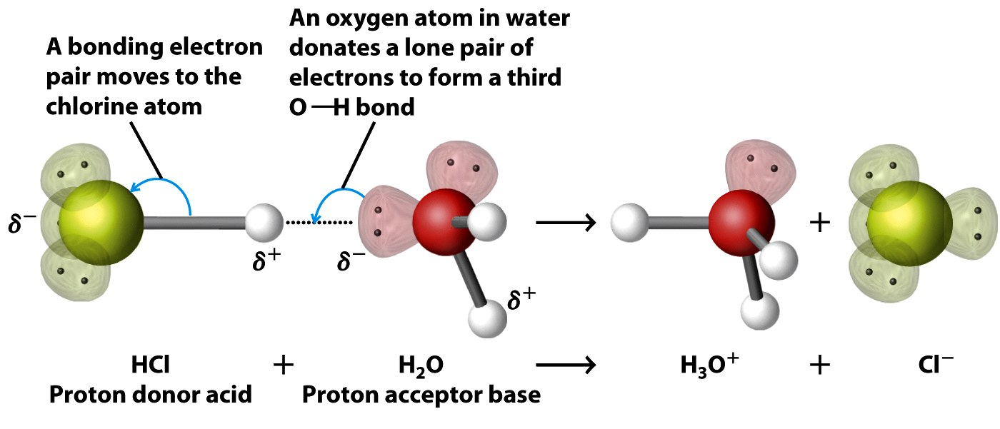 A bonding electron
pair moves to the
chlorine atom
An oxygen atom in water
donates a lone pair of
electrons to form a third
O—H bond
δ⁻
δ⁺
δ⁻
δ⁺
+
HCl + H₂O → H₃O⁺ + Cl⁻
Proton donor acid
Proton acceptor base